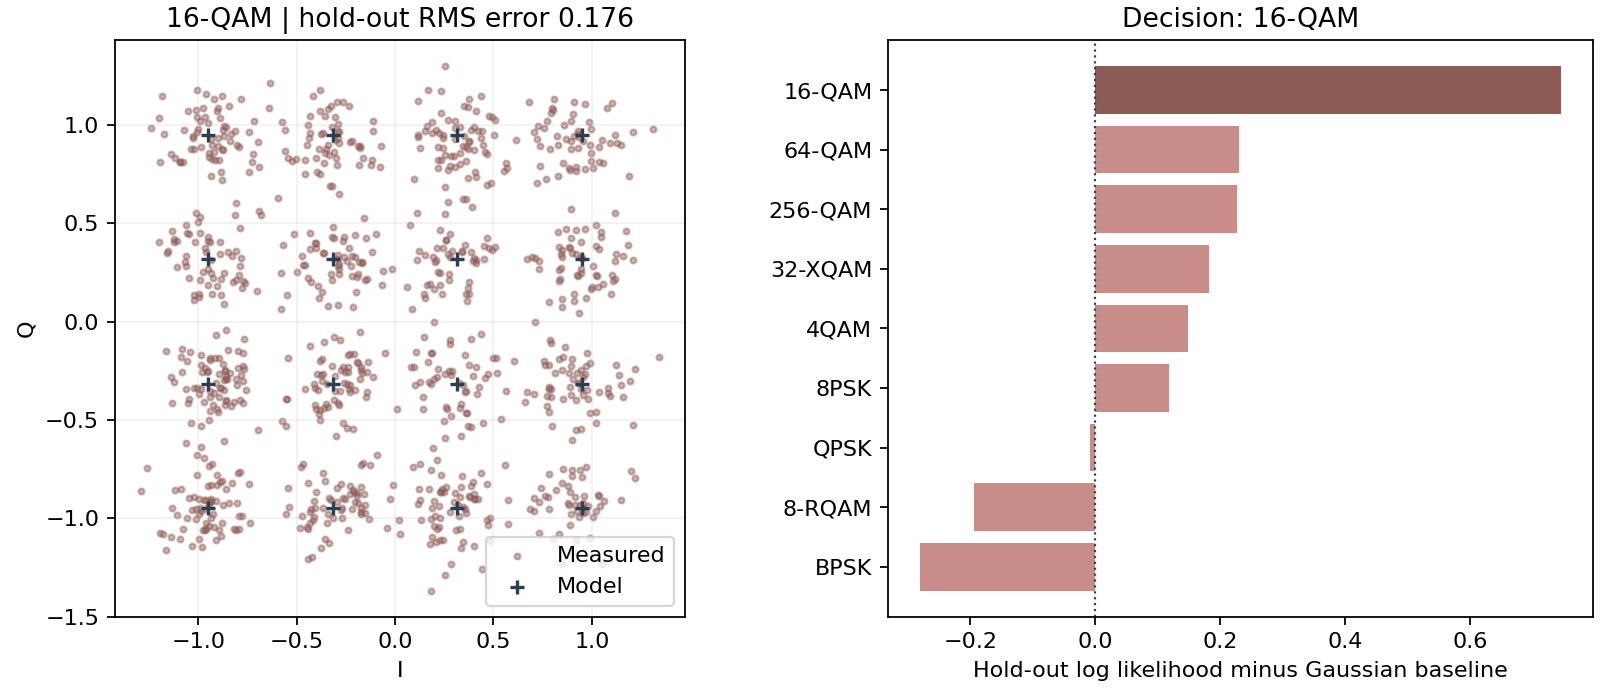 16-QAM | hold-out RMS error 0.176
1.0
0.5
0.0
−0.5
−1.0
−1.5
Q
Measured
Model
−1.0
−0.5
0.0
0.5
1.0
I
Decision: 16-QAM
16-QAM
64-QAM
256-QAM
32-XQAM
4QAM
8PSK
QPSK
8-RQAM
BPSK
−0.2
0.0
0.2
0.4
0.6
Hold-out log likelihood minus Gaussian baseline